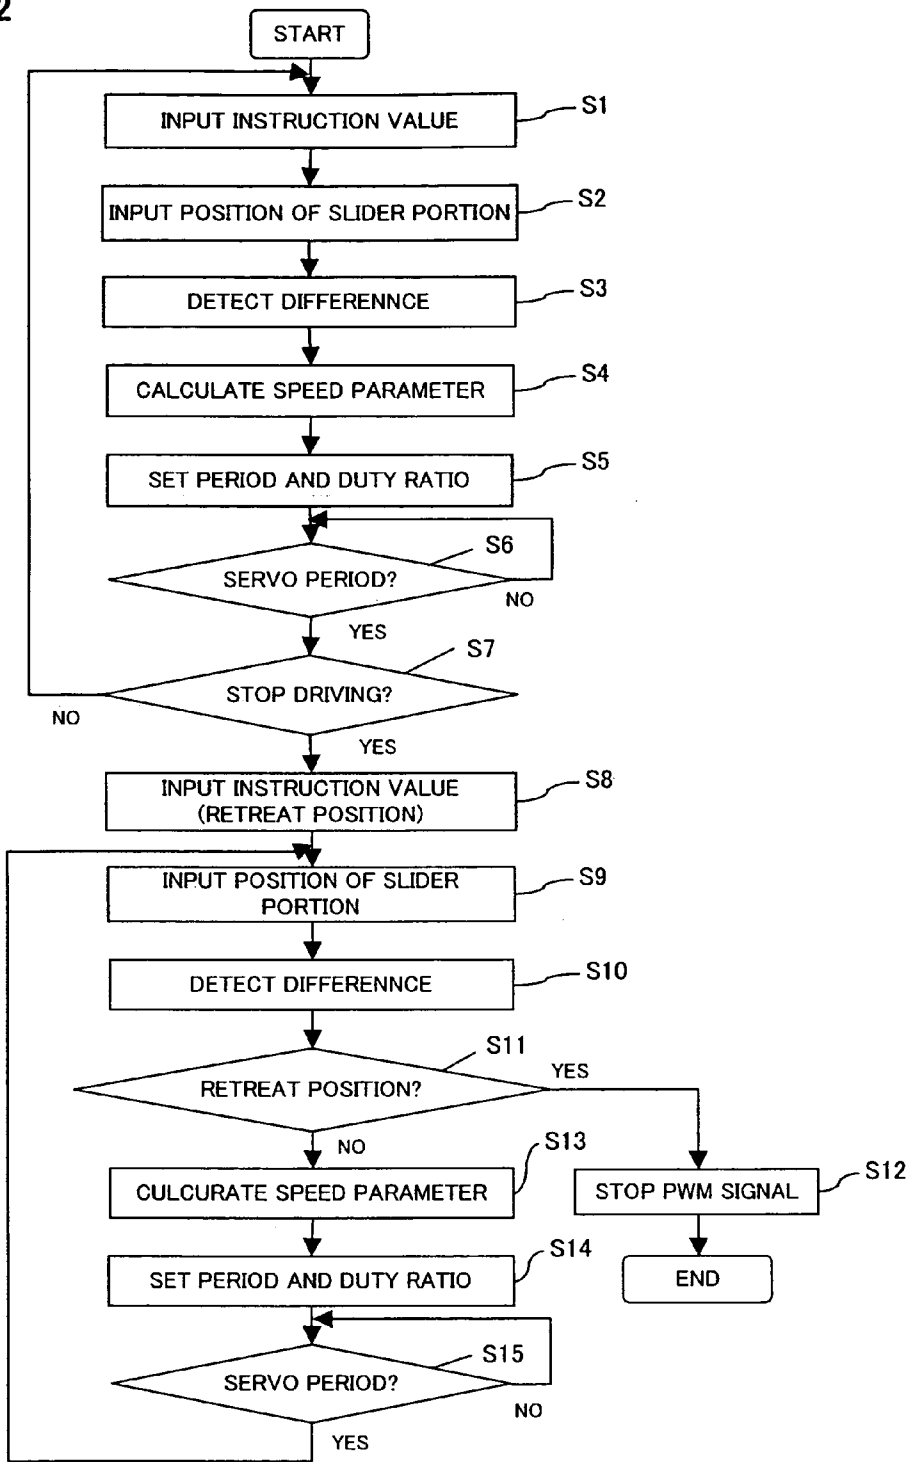 2
START
INPUT INSTRUCTION VALUE
S1
INPUT POSITION OF SLIDER PORTION
S2
DETECT DIFFERENNCE
S3
CALCULATE SPEED PARAMETER
S4
SET PERIOD AND DUTY RATIO
S5
SERVO PERIOD?
S6
NO
YES
STOP DRIVING?
S7
NO
YES
INPUT INSTRUCTION VALUE
(RETREAT POSITION)
S8
INPUT POSITION OF SLIDER
PORTION
S9
DETECT DIFFERENNCE
S10
RETREAT POSITION?
S11
YES
NO
CULCURATE SPEED PARAMETER
S13
STOP PWM SIGNAL
S12
SET PERIOD AND DUTY RATIO
S14
END
SERVO PERIOD?
S15
NO
YES